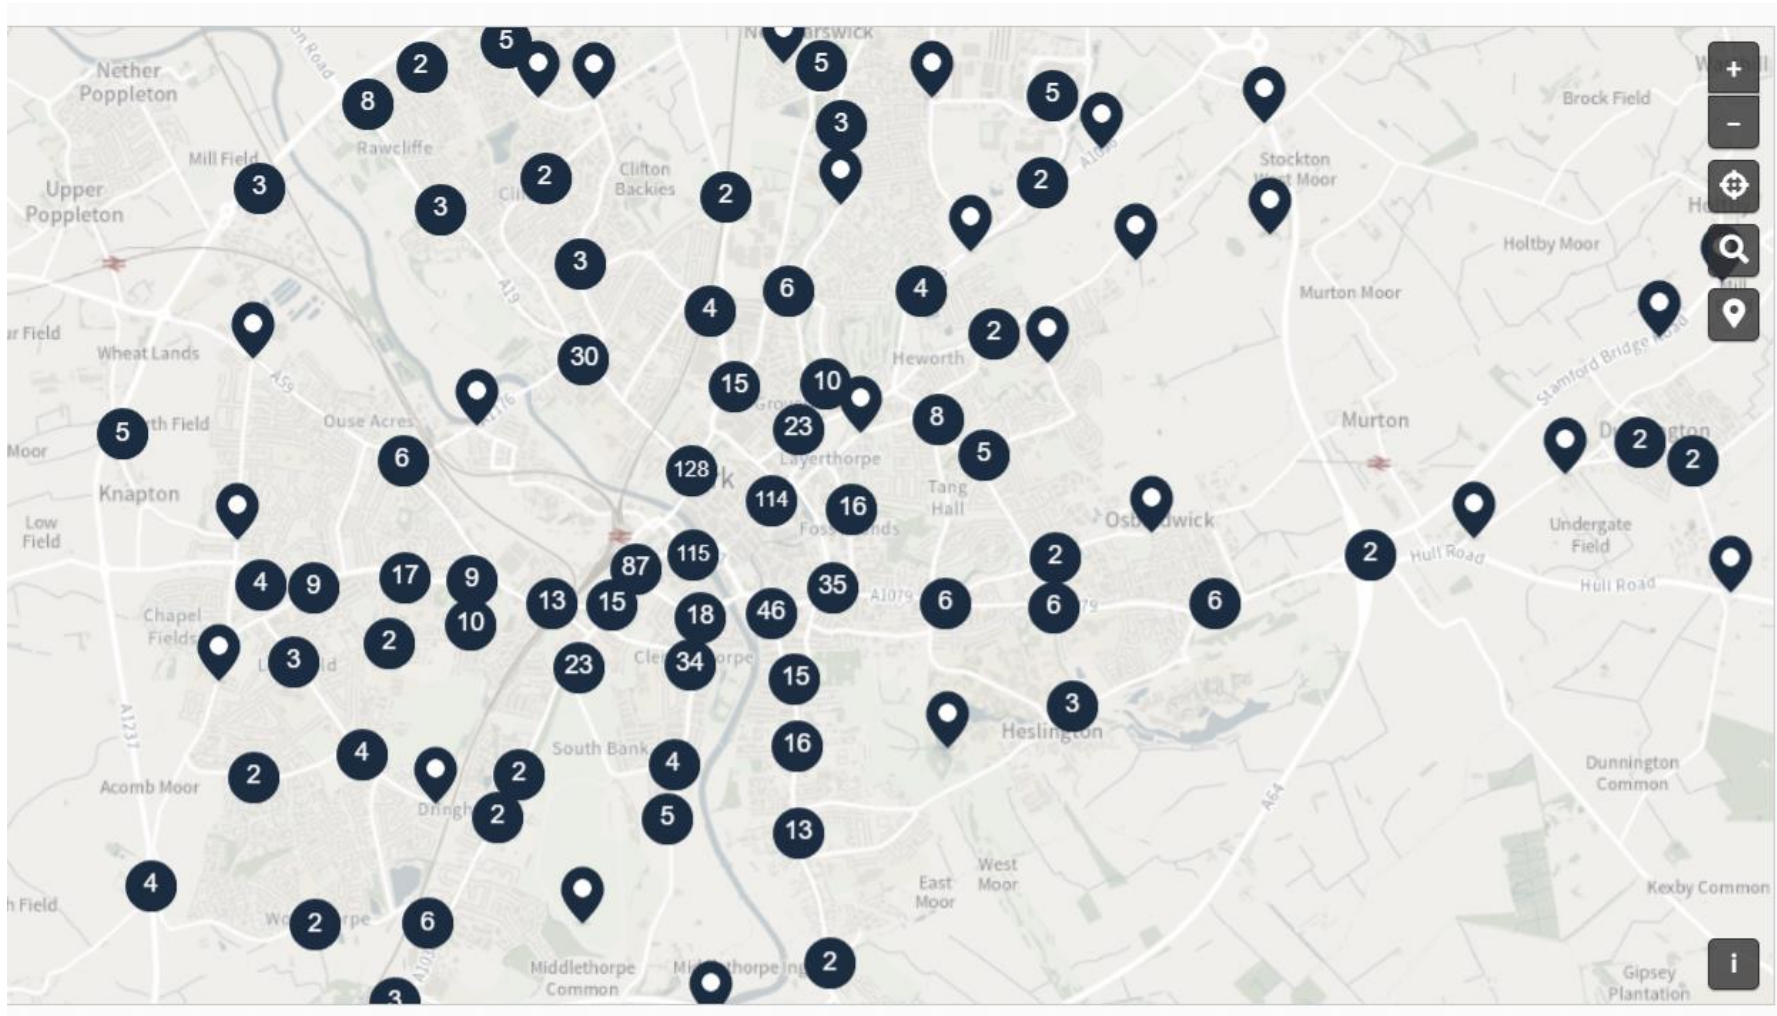 5
2
5
Nether
Poppleton
8
5
Brock Field
3
Rawcliffe
Mill Field
3
2
Clifton
Backies
2
2
Stockton
Upper
Poppleton
3
Holtby Moor
3
6
4
Murton Moor
A19
4
2
Wheat Lands
30
Heworth
Stamford Bridge Road
A59
15
10
8
Ouse Acres
23
Murton
2
5
6
Layerthorpe
5
2
128
Knapton
114
16
Tang
Hall
Low
Field
Undergate
Field
115
2
2
Hull Road
87
4
9
17
9
35
A1079
Hull Road
13
15
6
6
6
Chapel
Fields
10
18
46
2
3
23
34
15
3
A1237
Heslington
South Bank
16
4
4
2
2
Dunnington
Common
Acomb Moor
A64
2
5
13
West
Moor
4
East
Moor
Kexby Common
2
6
2
Middlethorpe
Common
3
Gipsey
Plantation
+
−
i